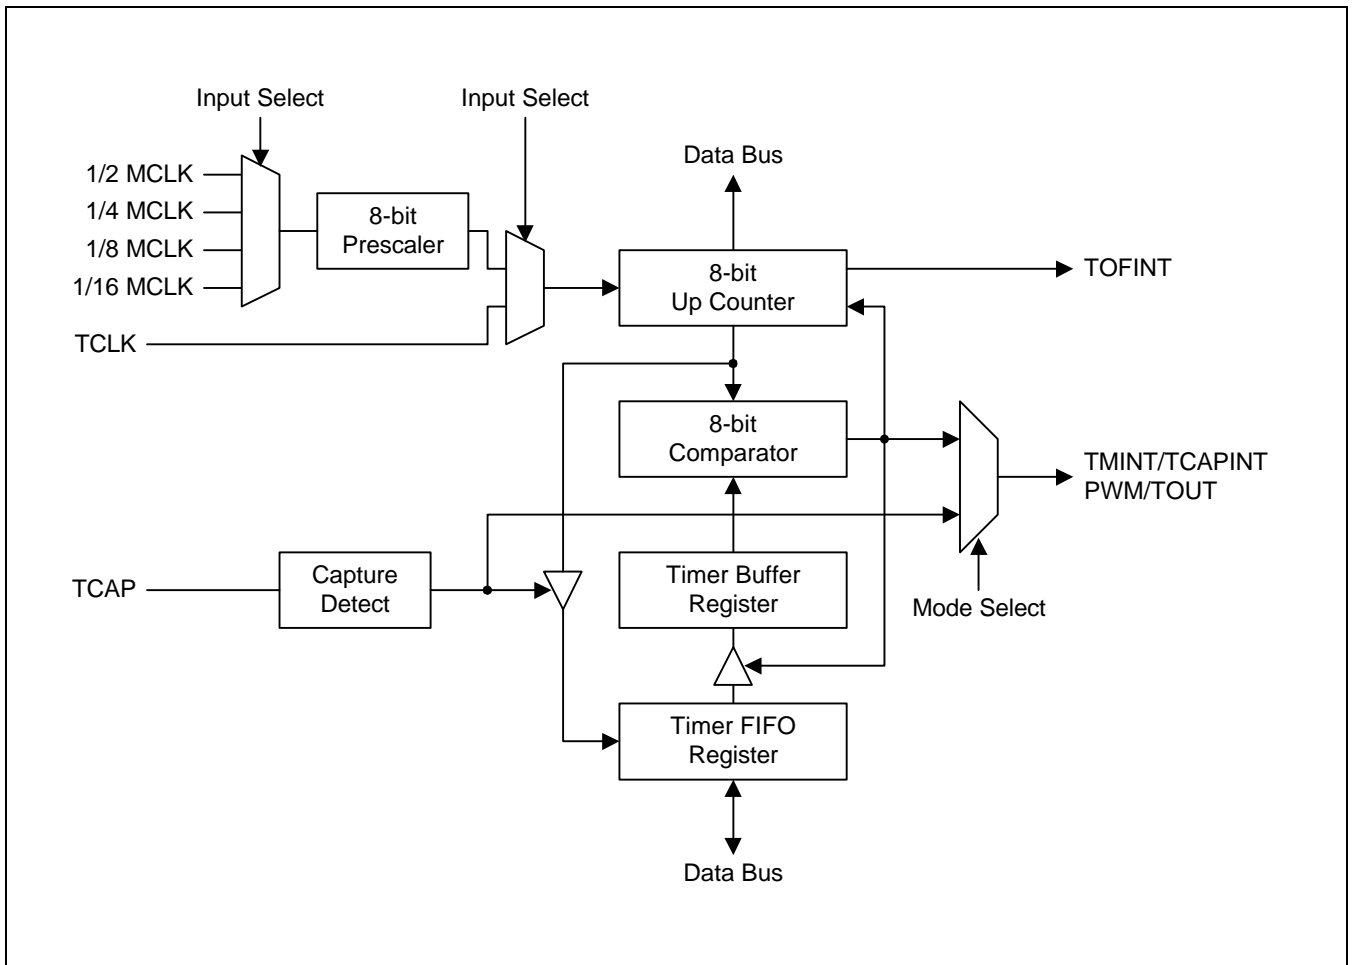 Input Select
Input Select
Data Bus
1/2 MCLK
1/4 MCLK
1/8 MCLK
1/16 MCLK
8-bit
Prescaler
8-bit
Up Counter
TOFINT
TCLK
8-bit
Comparator
TMINT/TCAPINT
PWM/TOUT
TCAP
Capture
Detect
Timer Buffer
Register
Mode Select
Timer FIFO
Register
Data Bus